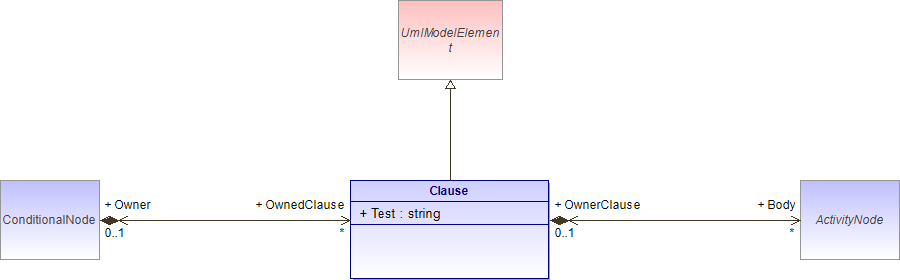 UmlModelElemen
t
Clause
+ Test : string
ConditionalNode
+ Owner
0..1
+ OwnedClause
*
+ OwnerClause
0..1
+ Body
*
ActivityNode